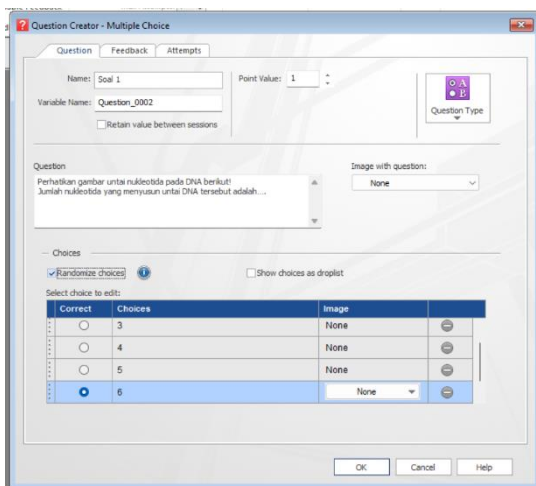 Question Creator - Multiple Choice
Question
Feedback
Attempts
Name:
Soal 1
Point Value:
1
Variable Name:
Question_0002
Retain value between sessions
Question Type
Question
Image with question:
Perhatikan gambar untai nukleotida pada DNA berikut!
None
Jumlah nukleotida yang menyusun untai DNA tersebut adalah....
Choices
Randomize choices
Show choices as droplist
Select choice to edit:
Correct
Choices
Image
3
None
4
None
5
None
6
None
OK
Cancel
Help